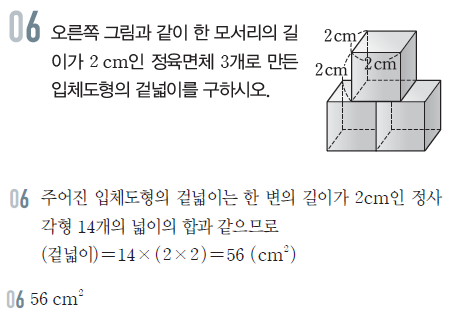 06 오른쪽 그림과 같이 한 모서리의 길
이가 2 cm인 정육면체 3개로 만든
입체도형의 겉넓이를 구하시오.
2cm
2cm
2cm
06 주어진 입체도형의 겉넓이는 한 변의 길이가 2cm인 정사
각형 14개의 넓이의 합과 같으므로
(겉넓이)=14×(2×2)=56 (cm²)
06 56 cm²